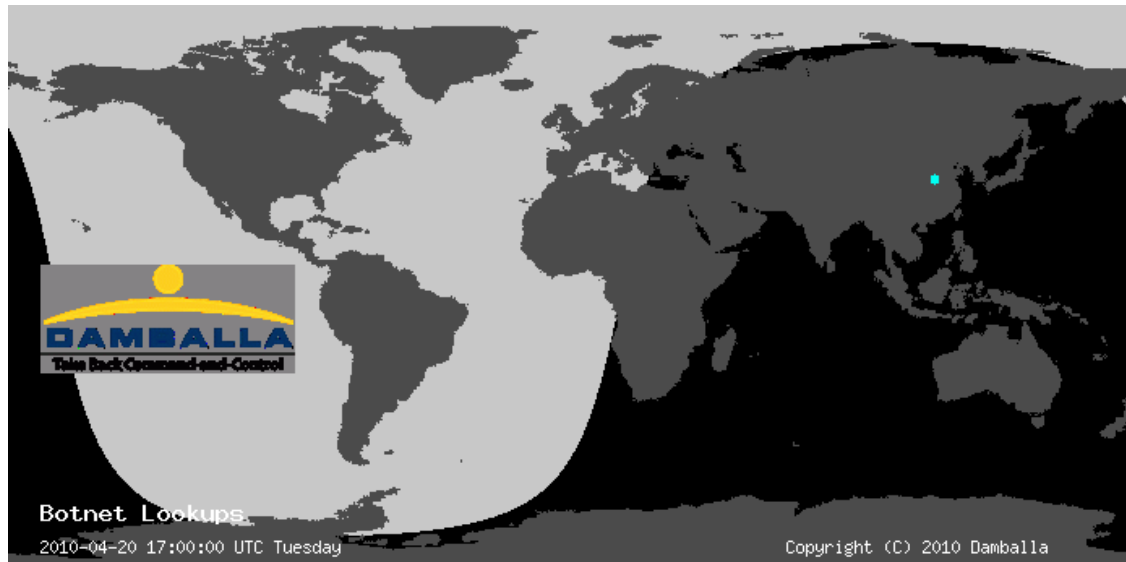 DAMBALLA
Take Back Command-and-Control
Botnet Lookups
2010-04-20 17:00:00 UTC Tuesday
Copyright (C) 2010 Damballa